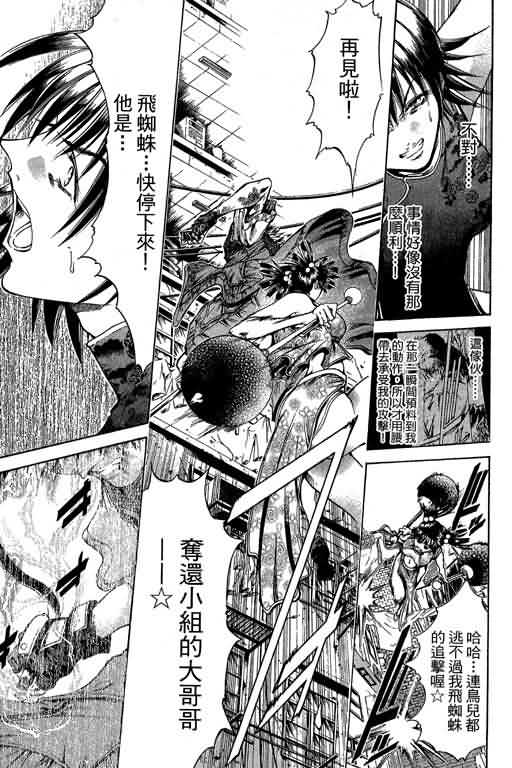 不對……
事情好像沒有那
麼順利…！
這傢伙……
在那一瞬間預料到我
的動作。所以才用腰
帶去承受我的攻擊！
哈哈…連鳥兒都
逃不過我飛蜘蛛
的追擊喔☆
再見啦！
奪還小組的大哥哥
——☆
飛蜘蛛…快停下來！
他是…